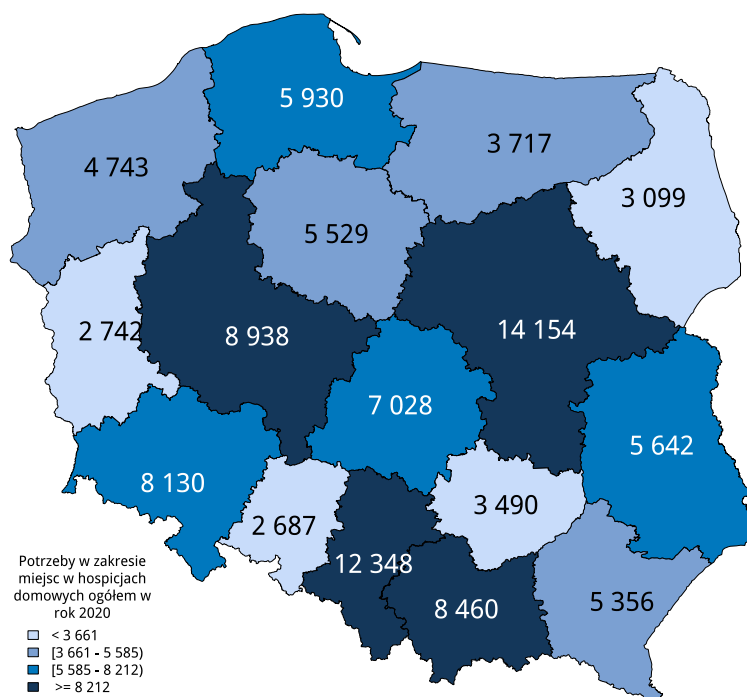 5 930
3 717
4 743
3 099
5 529
14 154
2 742
8 938
7 028
5 642
8 130
3 490
2 687
12 348
5 356
8 460
Potrzeby w zakresie
miejsc w hospicjach
domowych ogółem w
rok 2020
< 3 661
[3 661 - 5 585)
[5 585 - 8 212)
>= 8 212